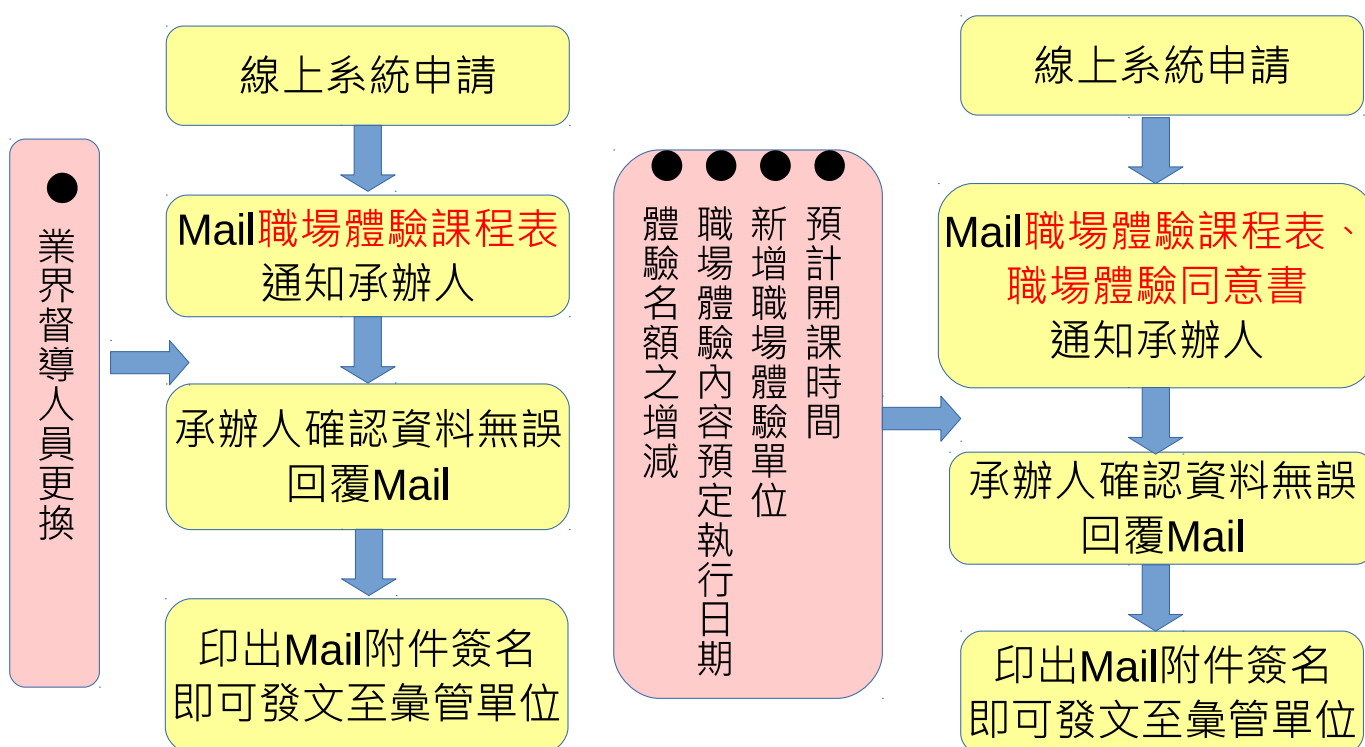 ● 業界督導人員更換
線上系統申請
Mail職場體驗課程表
通知承辦人
承辦人確認資料無誤
回覆Mail
印出Mail附件簽名
即可發文至彙管單位
● 預計開課時間
● 新增職場體驗單位
● 職場體驗內容預定執行日期
● 體驗名額之增減
線上系統申請
Mail職場體驗課程表、
職場體驗同意書
通知承辦人
承辦人確認資料無誤
回覆Mail
印出Mail附件簽名
即可發文至彙管單位